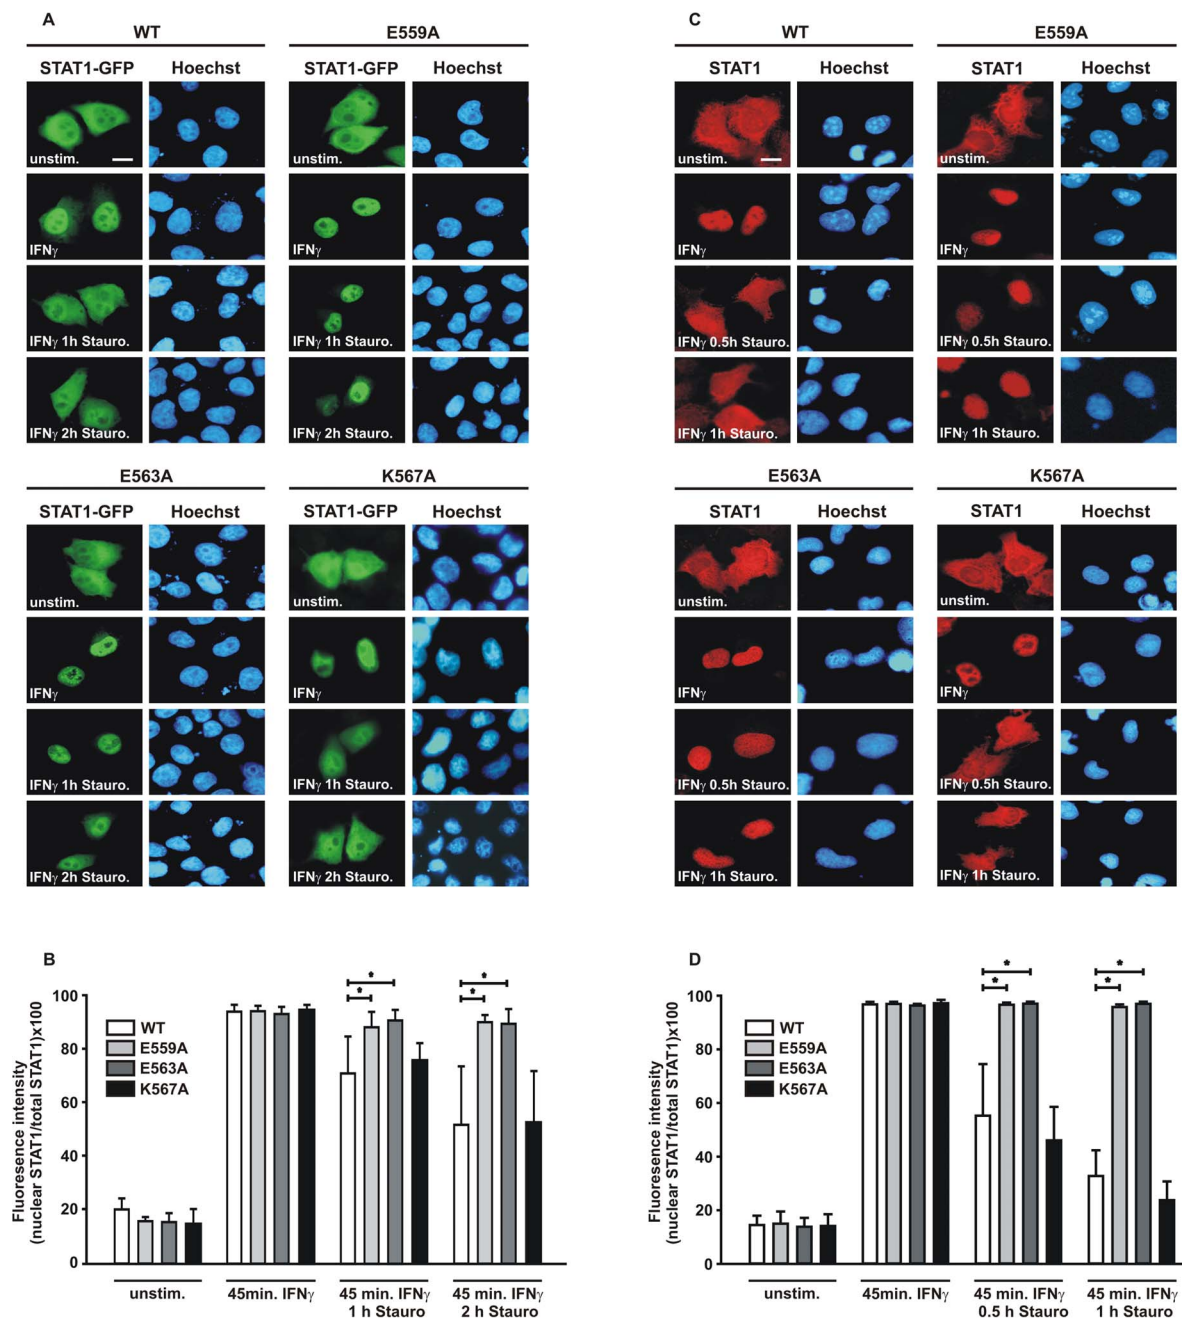 A
WT
E559A
STAT1-GFP
Hoechst
STAT1-GFP
Hoechst
unstim.
unstim.
IFNγ
IFNγ
IFNγ 1h Stauro.
IFNγ 1h Stauro.
IFNγ 2h Stauro.
IFNγ 2h Stauro.
E563A
K567A
STAT1-GFP
Hoechst
STAT1-GFP
Hoechst
unstim.
unstim.
IFNγ
IFNγ
IFNγ 1h Stauro.
IFNγ 1h Stauro.
IFNγ 2h Stauro.
IFNγ 2h Stauro.
C
WT
E559A
STAT1
Hoechst
STAT1
Hoechst
unstim.
unstim.
IFNγ
IFNγ
IFNγ 0.5h Stauro.
IFNγ 0.5h Stauro.
IFNγ 1h Stauro.
IFNγ 1h Stauro.
E563A
K567A
STAT1
Hoechst
STAT1
Hoechst
unstim.
unstim.
IFNγ
IFNγ
IFNγ 0.5h Stauro.
IFNγ 0.5h Stauro.
IFNγ 1h Stauro.
IFNγ 1h Stauro.
B
Fluoresence intensity
(nuclear STAT1/total STAT1)x100
100
80
60
40
20
0
WT
E559A
E563A
K567A
*
*
*
*
unstim.
45min. IFNγ
45 min. IFNγ
1 h Stauro
45 min. IFNγ
2 h Stauro
D
Fluoresence intensity
(nuclear STAT1/total STAT1)x100
100
80
60
40
20
0
WT
E559A
E563A
K567A
*
*
*
*
unstim.
45min. IFNγ
45 min. IFNγ
0.5 h Stauro
45 min. IFNγ
1 h Stauro